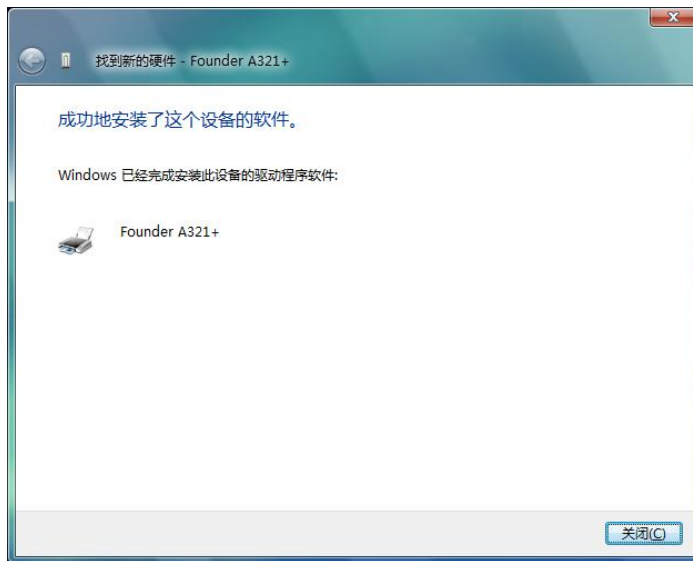 找到新的硬件 - Founder A321+
成功地安装了这个设备的软件。
Windows 已经完成安装此设备的驱动程序软件:
Founder A321+
关闭(C)